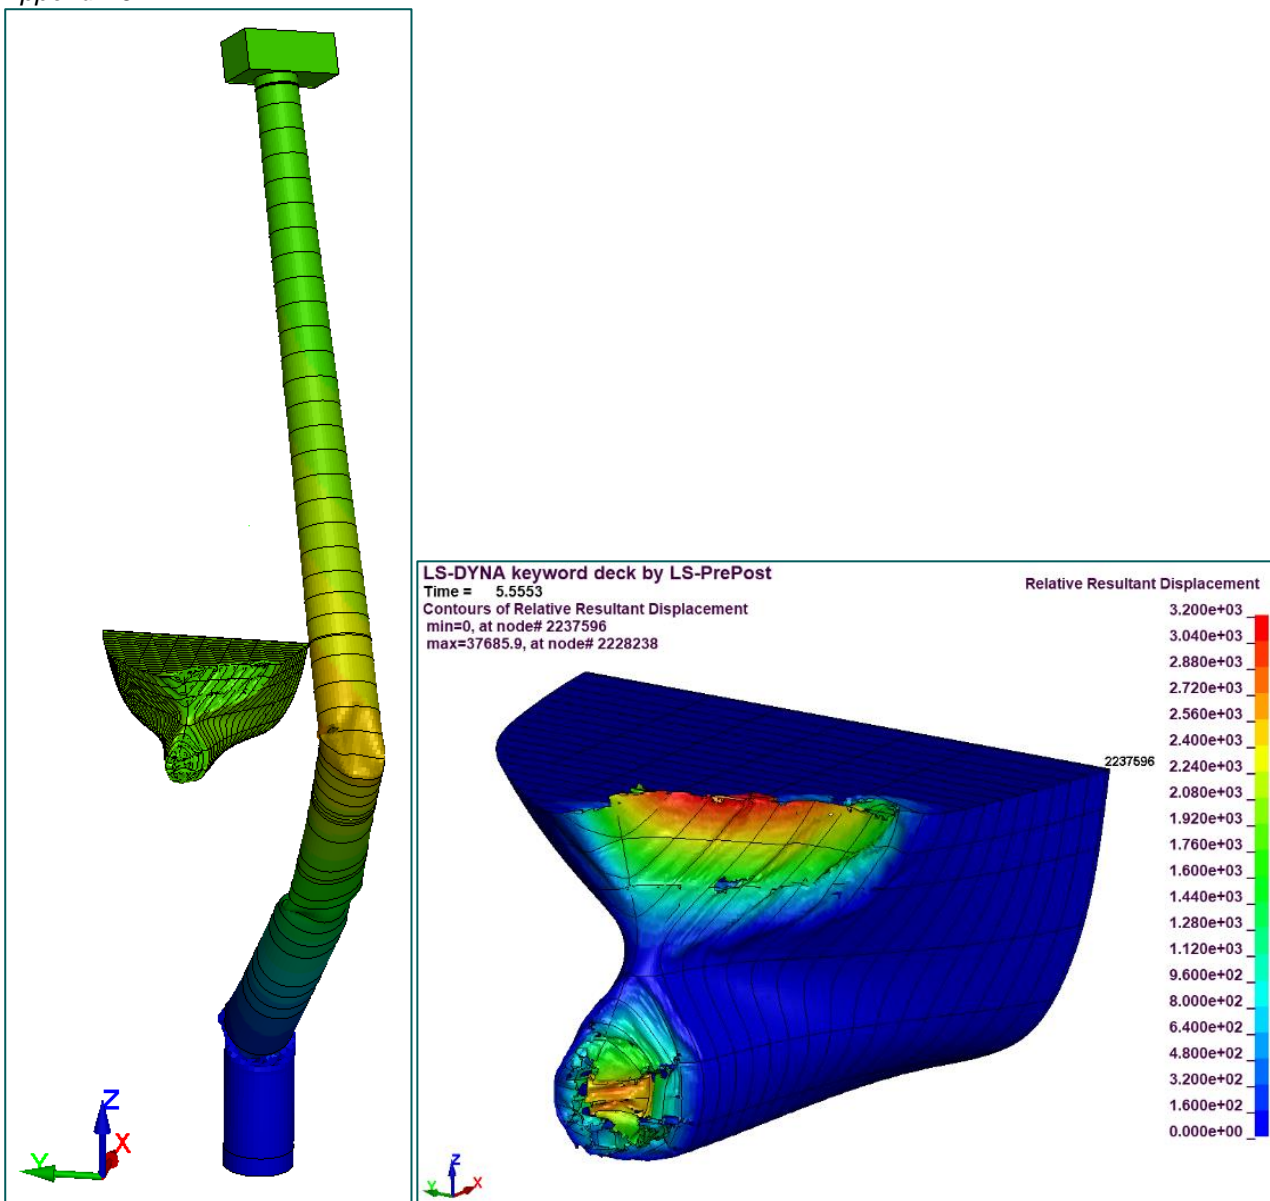 Z
X
Y
LS-DYNA keyword deck by LS-PrePost
Time = 5.5553
Contours of Relative Resultant Displacement
min=0, at node# 2237596
max=37685.9, at node# 2228238
Relative Resultant Displacement
3.200e+03
3.040e+03
2.880e+03
2.720e+03
2.560e+03
2.400e+03
2.240e+03
2.080e+03
1.920e+03
1.760e+03
1.600e+03
1.440e+03
1.280e+03
1.120e+03
9.600e+02
8.000e+02
6.400e+02
4.800e+02
3.200e+02
1.600e+02
0.000e+00
2237596
Z
Y
X